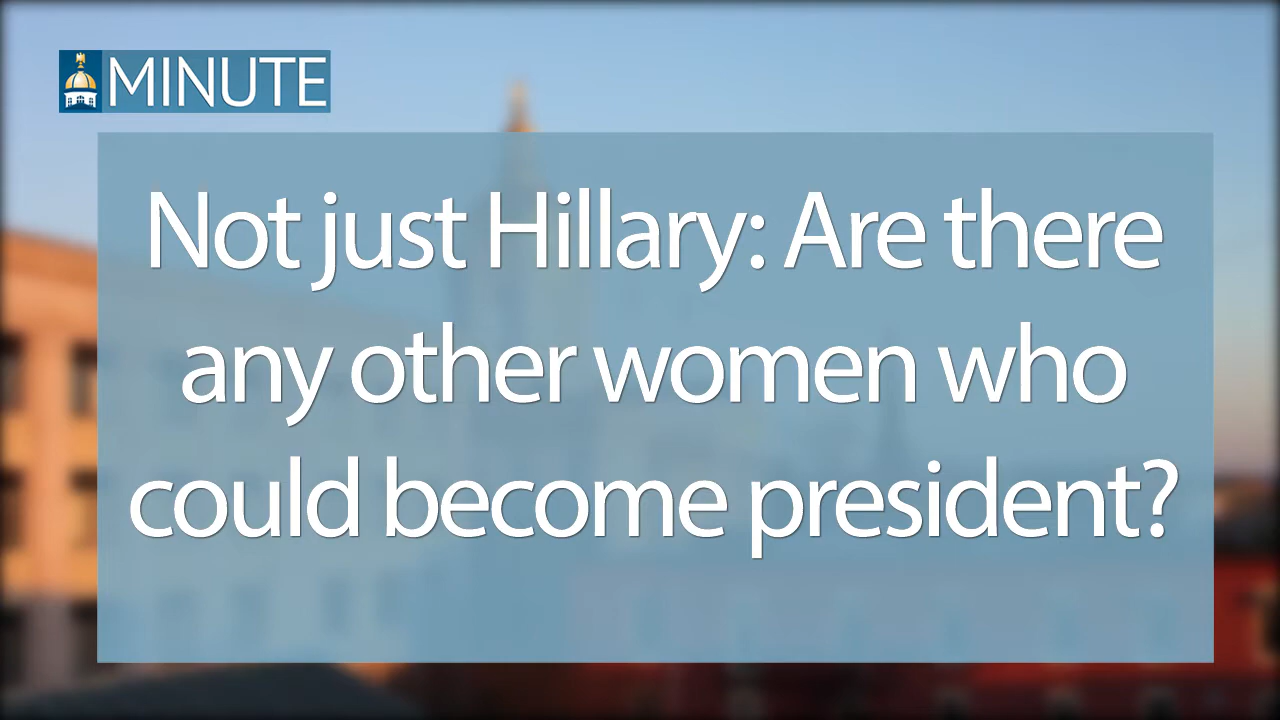 MINUTE
Not just Hillary: Are there
any other women who
could become president?